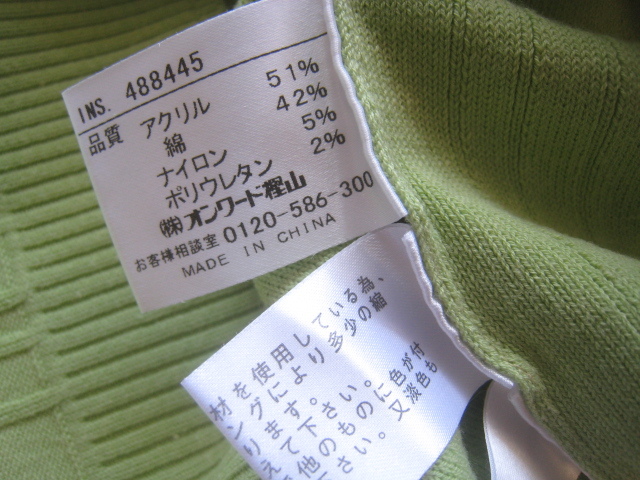 INS. 488445
品質 アクリル 51%
綿 42%
ナイロン 5%
ポリウレタン 2%
㈱オンワード樫山
お客様相談室 0120-586-300
MADE IN CHINA
材を使用している為、
ングにより多少の縮
ります。
えて下さい。
で他のものに色が付
さい。又淡色も